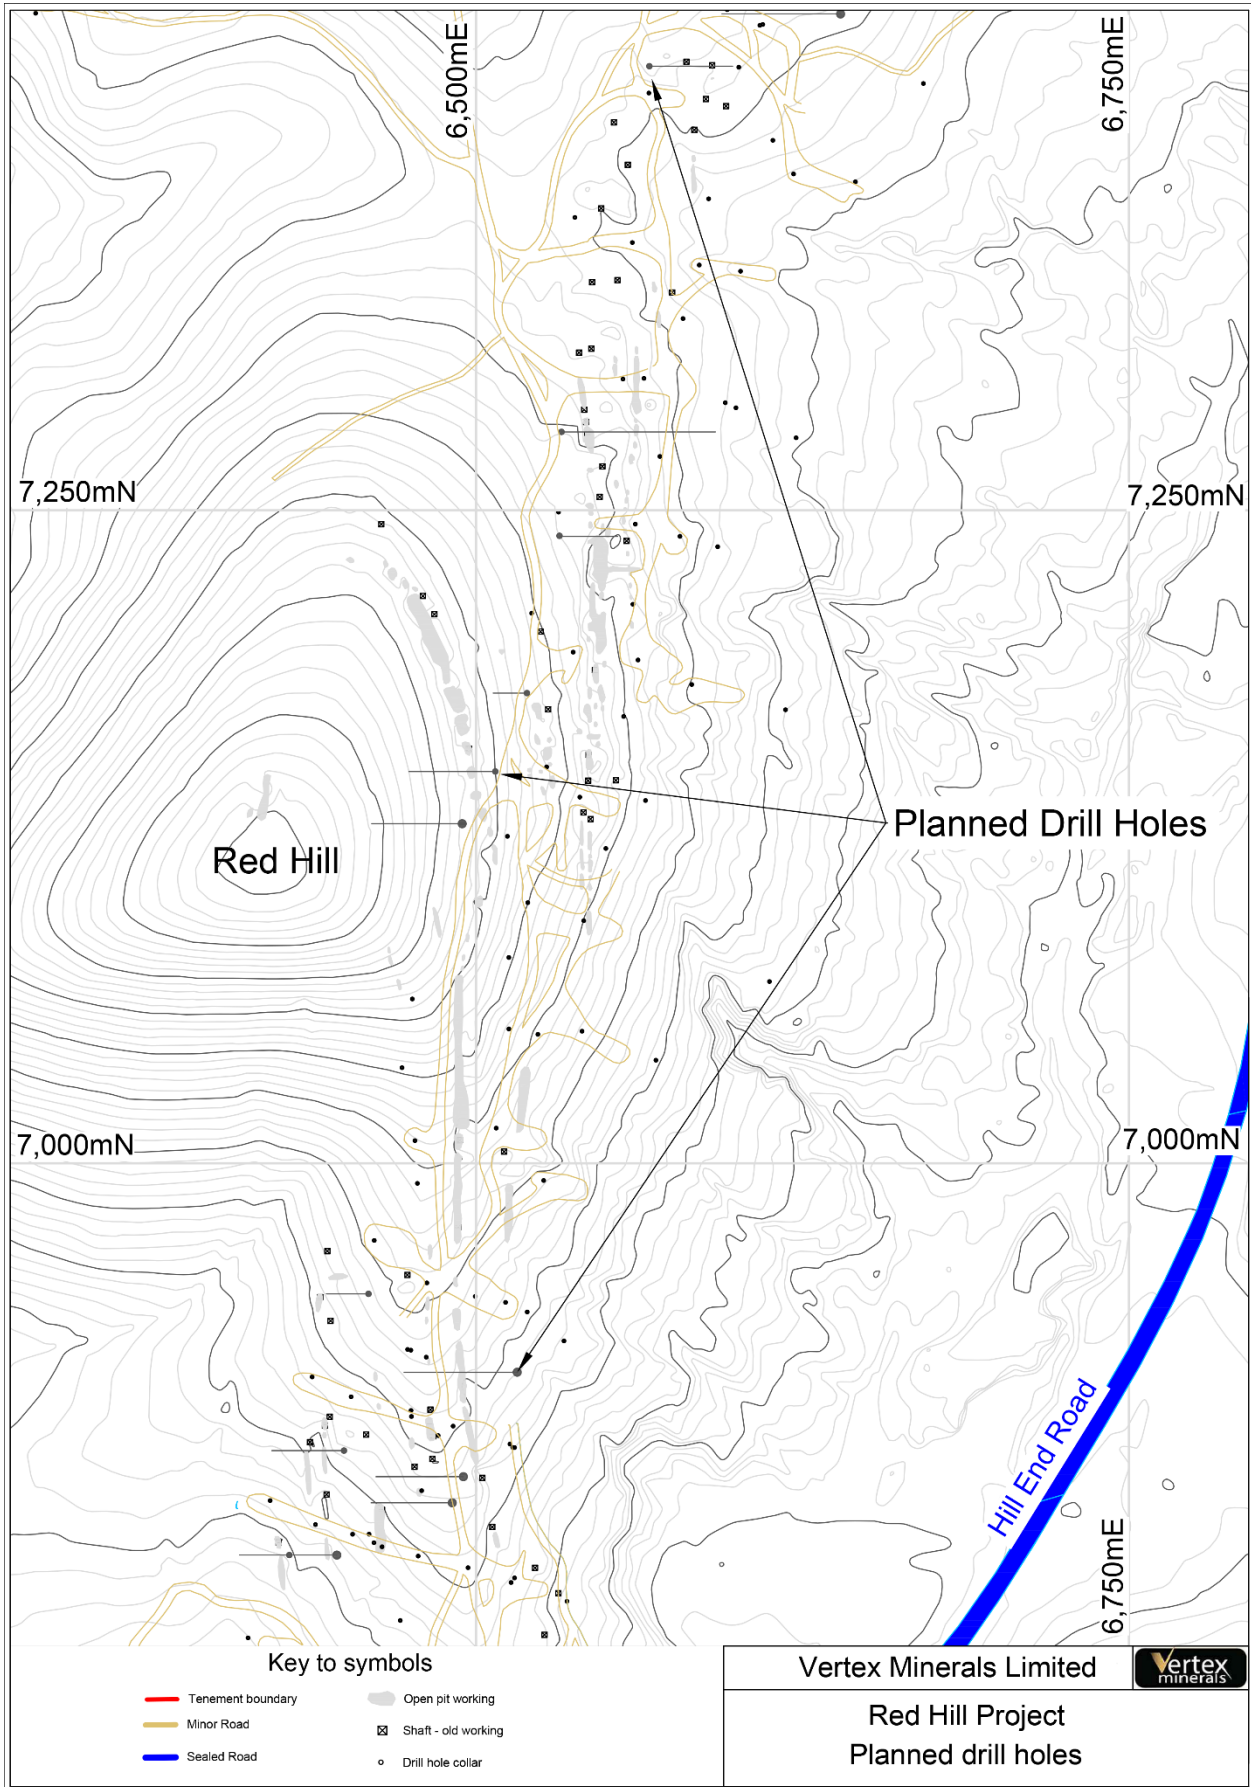 6,500mE
6,750mE
7,250mN
7,250mN
Planned Drill Holes
Red Hill
7,000mN
7,000mN
Hill End Road
6,750mE
Key to symbols
Tenement boundary
Minor Road
Sealed Road
Open pit working
Shaft - old working
Drill hole collar
Vertex Minerals Limited
Vertex
minerals
Red Hill Project
Planned drill holes